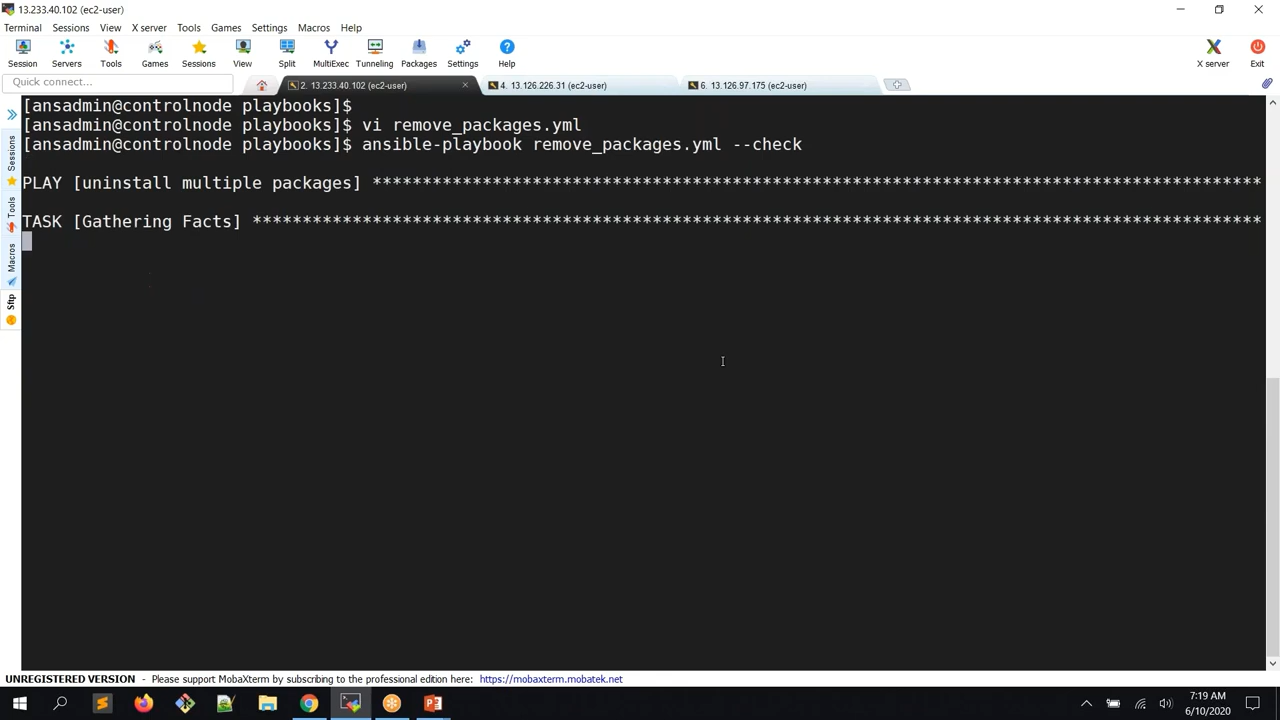 13.233.40.102 (ec2-user)
Terminal Sessions View X server Tools Games Settings Macros Help
Session Servers Tools Games Sessions View Split MultiExec Tunneling Packages Settings Help X server Exit
Quick connect...
2. 13.233.40.102 (ec2-user)
4. 13.126.226.31 (ec2-user)
6. 13.126.97.175 (ec2-user)
Sessions
Tools
Macros
Sftp
[ansadmin@controlnode playbooks]$
[ansadmin@controlnode playbooks]$ vi remove_packages.yml
[ansadmin@controlnode playbooks]$ ansible-playbook remove_packages.yml --check
PLAY [uninstall multiple packages] *****************************************************************************************
TASK [Gathering Facts] *****************************************************************************************************
UNREGISTERED VERSION - Please support MobaXterm by subscribing to the professional edition here: https://mobaxterm.mobatek.net
7:19 AM
6/10/2020